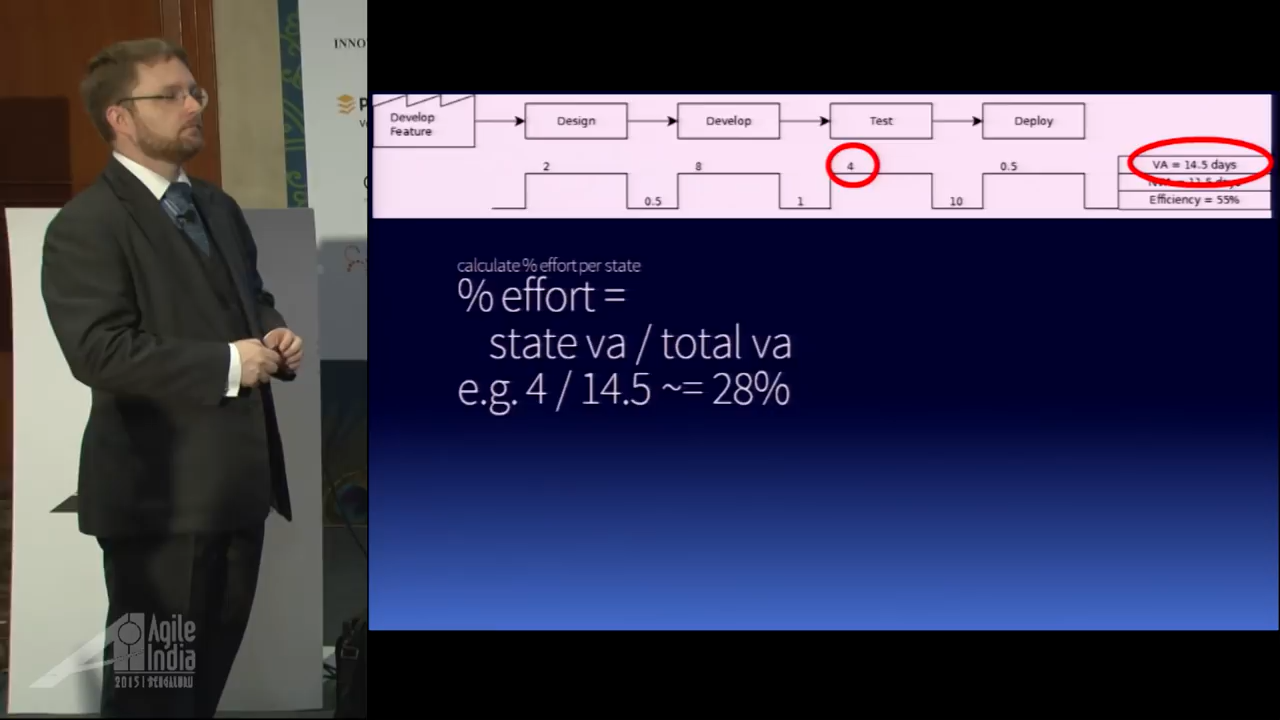 INNO
Develop
Feature
Design
Develop
Test
Deploy
2
8
4
0.5
0.5
1
10
VA = 14.5 days
Efficiency = 55%
calculate % effort per state
% effort =
state va / total va
e.g. 4 / 14.5 ~= 28%
Agile
India
2015 | BENGALURU